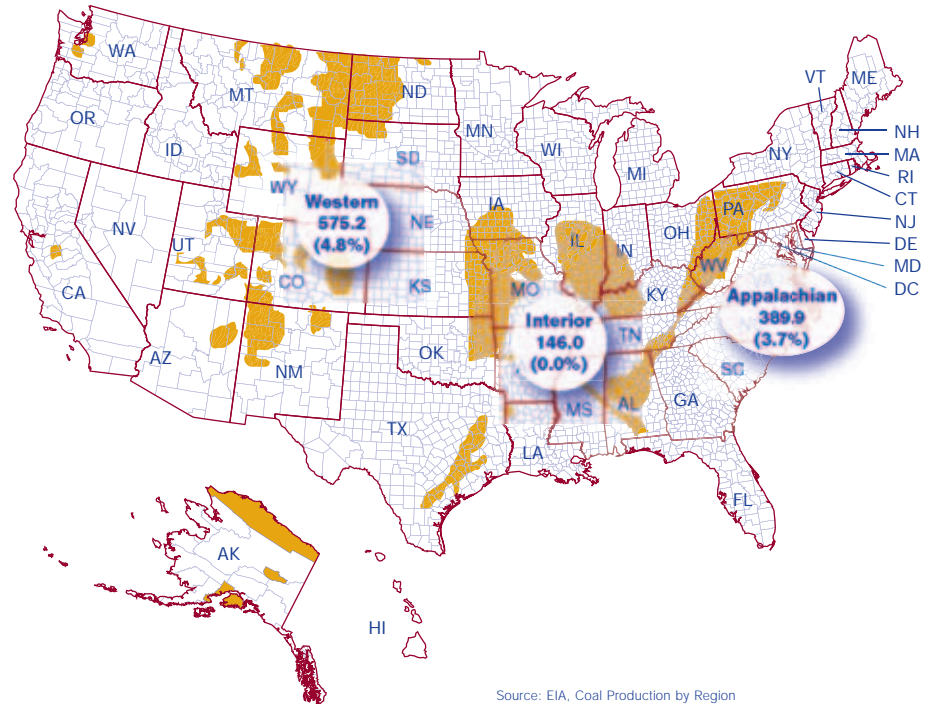 WA
OR
CA
NV
ID
MT
WY
UT
AZ
CO
NM
ND
SD
NE
KS
OK
TX
MN
IA
MO
LA
WI
IL
MI
IN
OH
KY
TN
MS
AL
GA
FL
SC
WV
PA
NY
VT
ME
NH
MA
RI
CT
NJ
DE
MD
DC
AK
HI
Western
575.2
(4.8%)
Interior
146.0
(0.0%)
Appalachian
389.9
(3.7%)
Source: EIA, Coal Production by Region